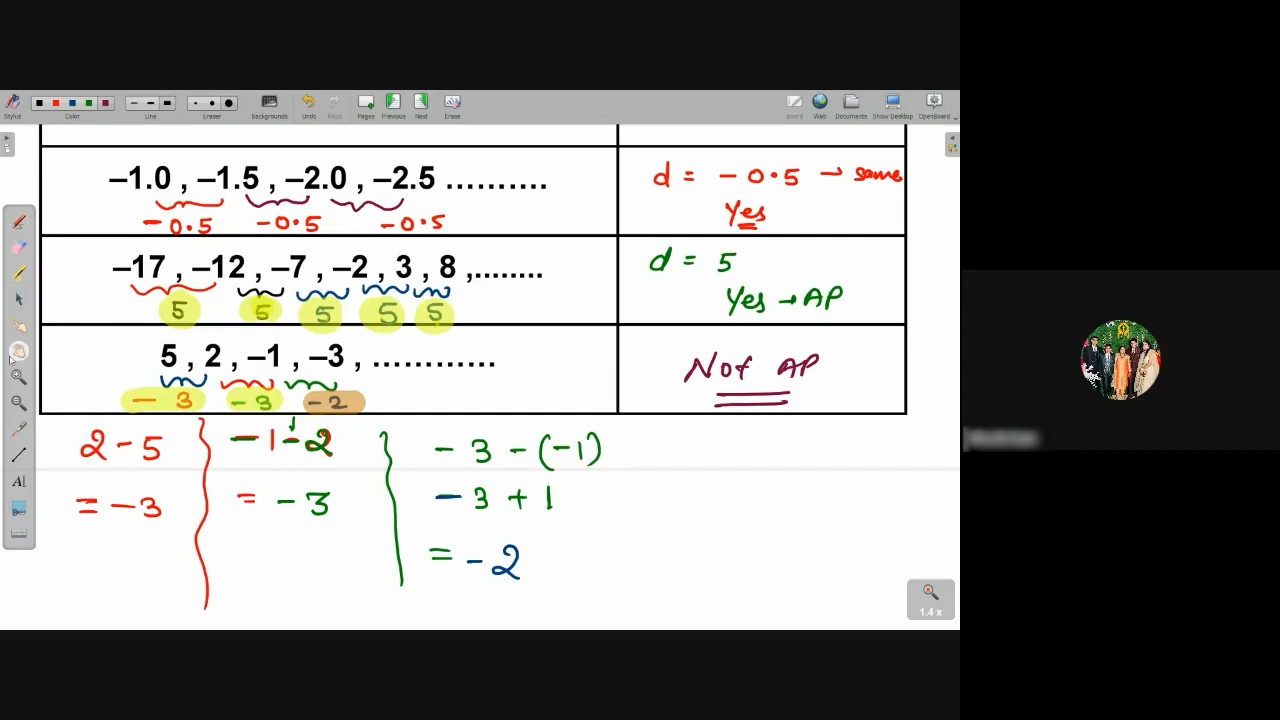 Stylus Color Line Eraser Backgrounds Undo Redo Pages Previous Next Erase Board Web Documents Show Desktop OpenBoard
–1.0 , –1.5 , –2.0 , –2.5 ..........
d = - 0.5 → same
-0.5 -0.5 -0.5
Yes
–17 , –12 , –7 , –2 , 3 , 8 ,........
d = 5
5 5 5 5 5
Yes → AP
5 , 2 , –1 , –3 , ............
Not AP
- 3 - 3 - 2
2 - 5
= - 3
- 1 - 2
= - 3
- 3 - (-1)
- 3 + 1
= - 2
1.4 x